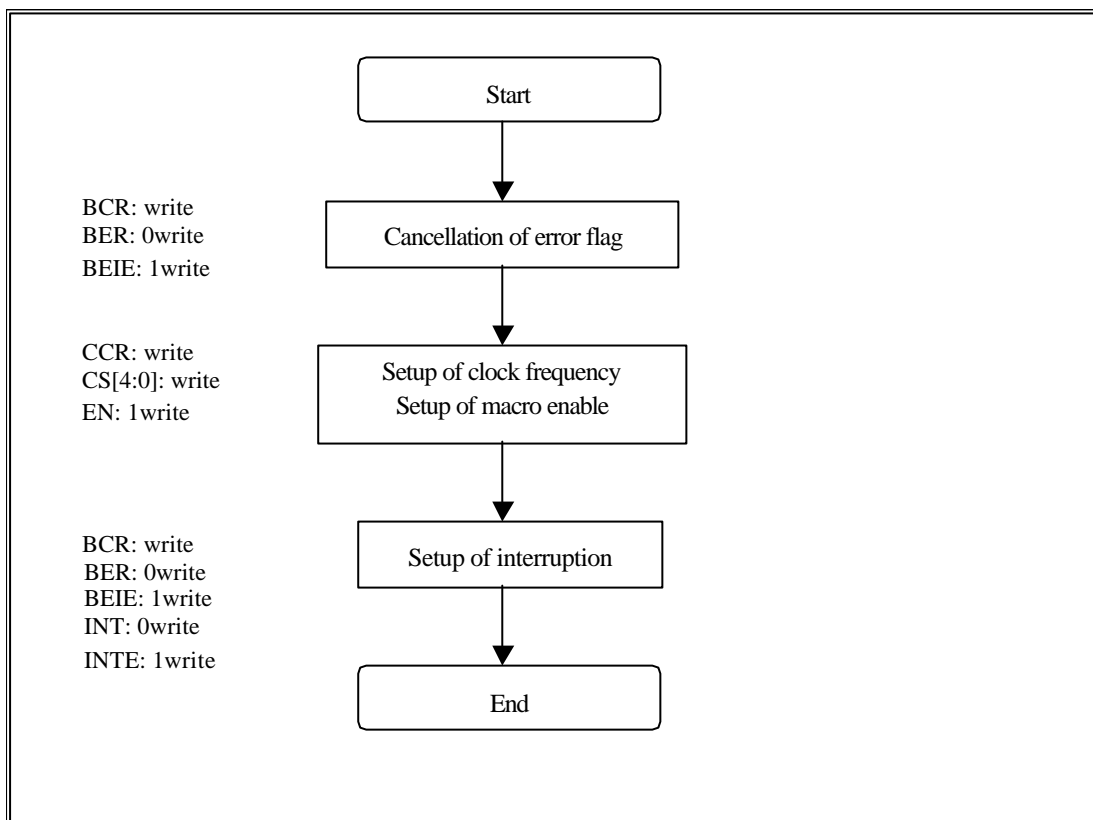 Start
BCR: write
BER: 0write
BEIE: 1write
Cancellation of error flag
CCR: write
CS[4:0]: write
EN: 1write
Setup of clock frequency
Setup of macro enable
BCR: write
BER: 0write
BEIE: 1write
INT: 0write
INTE: 1write
Setup of interruption
End